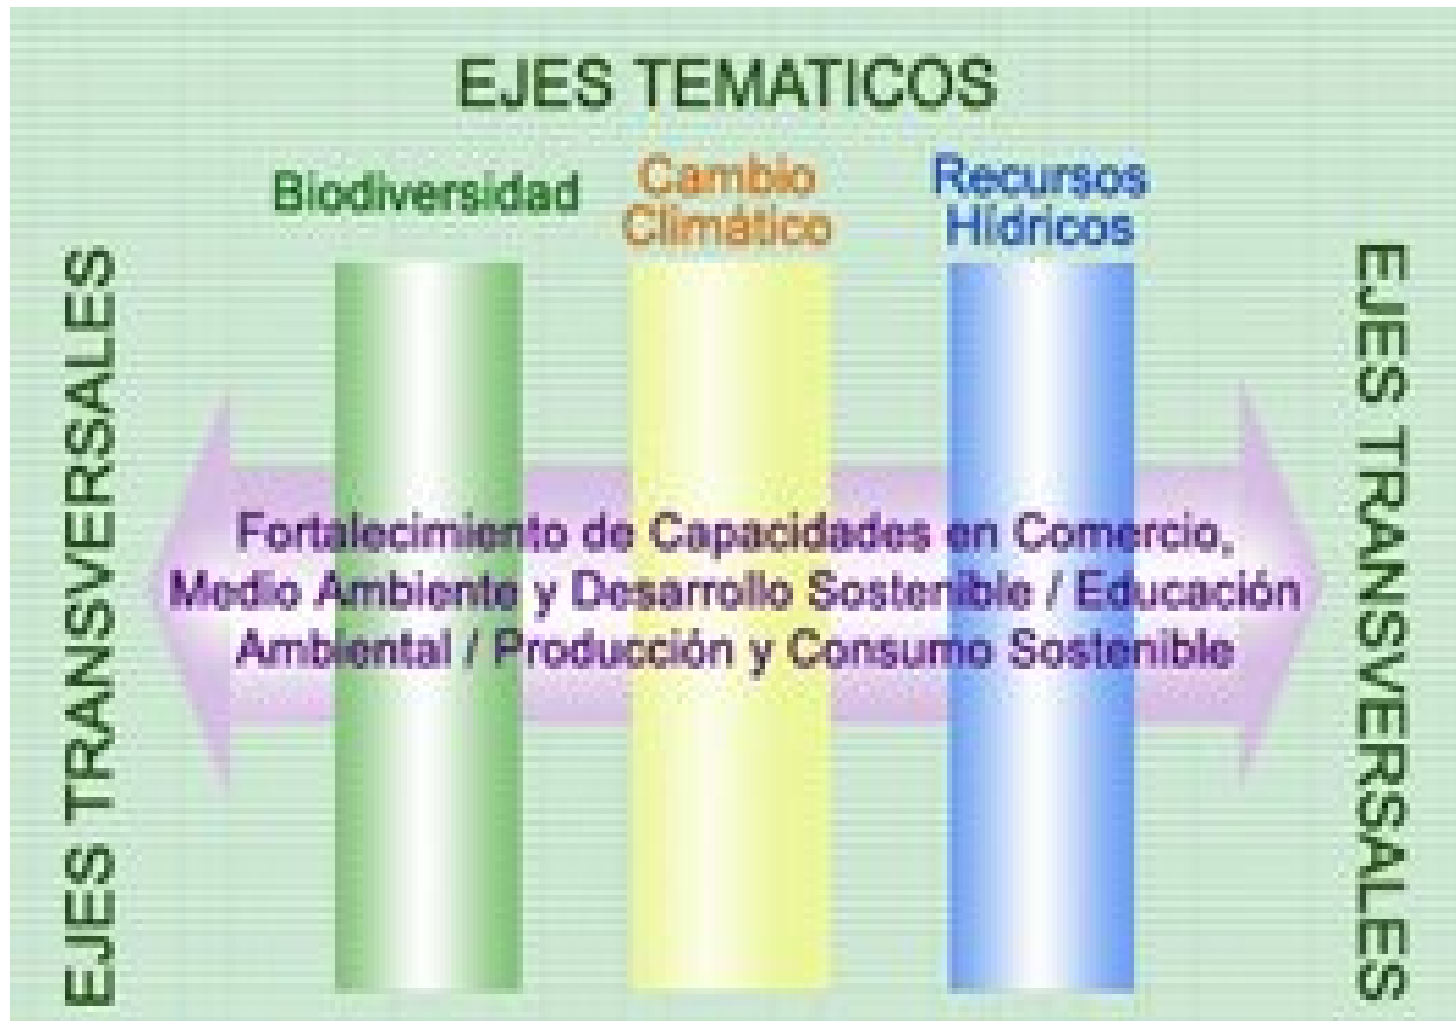 EJES TEMATICOS
Biodiversidad
Cambio
Climático
Recursos
Hídricos
EJES TRANSVERSALES
Fortalecimiento de Capacidades en Comercio,
Medio Ambiente y Desarrollo Sostenible / Educación
Ambiental / Producción y Consumo Sostenible
EJES TRANSVERSALES